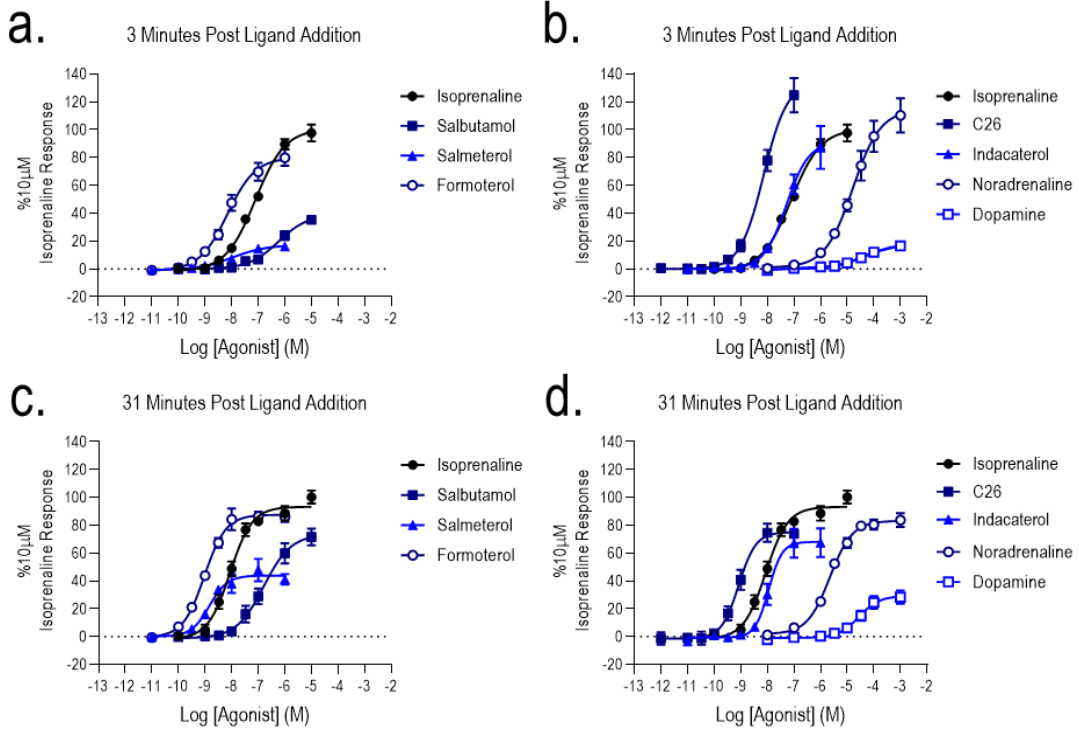 a.
3 Minutes Post Ligand Addition
%10µM
Isoprenaline Response
140
120
100
80
60
40
20
0
-20
-13 -12 -11 -10 -9 -8 -7 -6 -5 -4 -3 -2
Log [Agonist] (M)
Isoprenaline
Salbutamol
Salmeterol
Formoterol
b.
3 Minutes Post Ligand Addition
%10µM
Isoprenaline Response
140
120
100
80
60
40
20
0
-20
-13 -12 -11 -10 -9 -8 -7 -6 -5 -4 -3 -2
Log [Agonist] (M)
Isoprenaline
C26
Indacaterol
Noradrenaline
Dopamine
c.
31 Minutes Post Ligand Addition
%10µM
Isoprenaline Response
140
120
100
80
60
40
20
0
-20
-13 -12 -11 -10 -9 -8 -7 -6 -5 -4 -3 -2
Log [Agonist] (M)
Isoprenaline
Salbutamol
Salmeterol
Formoterol
d.
31 Minutes Post Ligand Addition
%10µM
Isoprenaline Response
140
120
100
80
60
40
20
0
-20
-13 -12 -11 -10 -9 -8 -7 -6 -5 -4 -3 -2
Log [Agonist] (M)
Isoprenaline
C26
Indacaterol
Noradrenaline
Dopamine